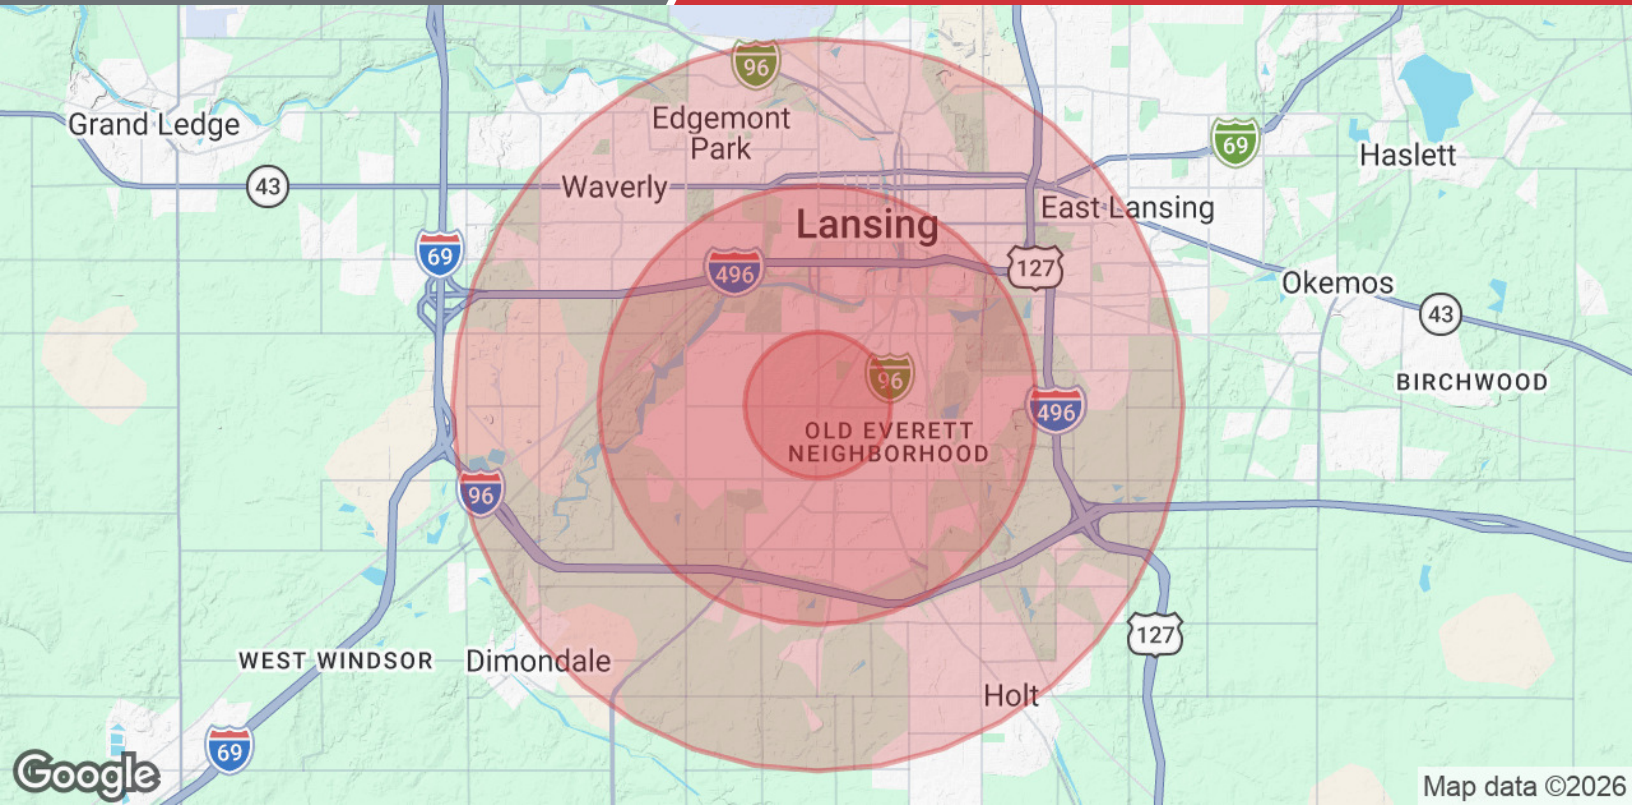 96
Edgemont
Park
Grand Ledge
69
Haslett
43
Waverly
Lansing
East Lansing
69
496
127
Okemos
43
96
BIRCHWOOD
496
OLD EVERETT
NEIGHBORHOOD
96
127
WEST WINDSOR
Dimondale
Holt
69
Google
Map data ©2026